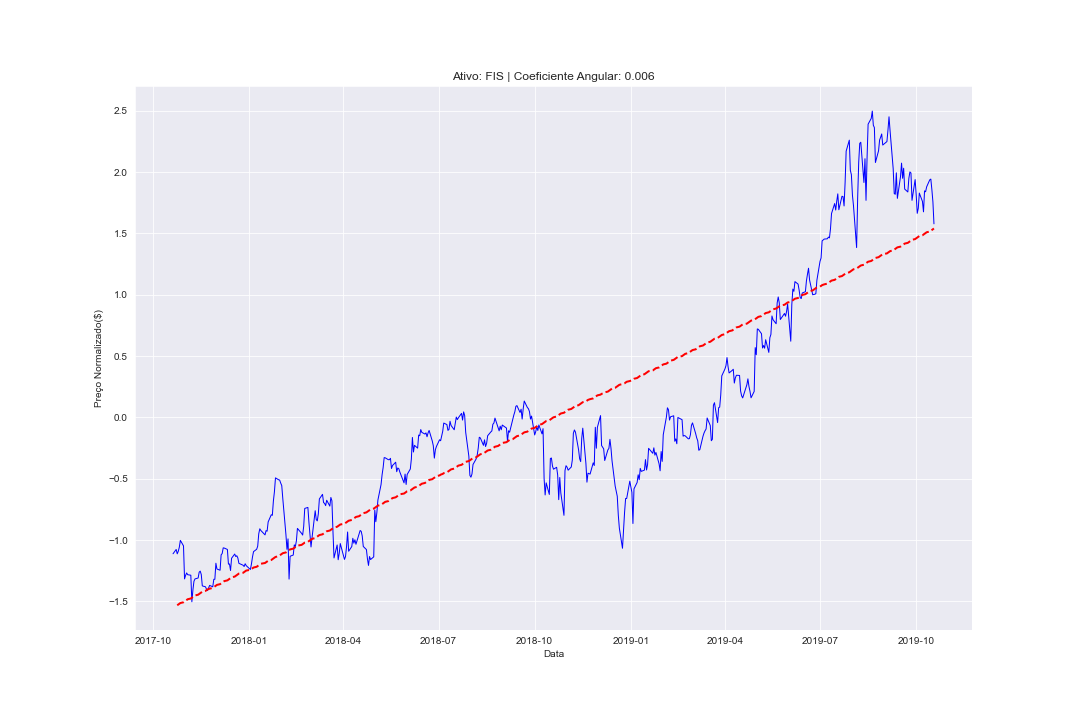 Ativo: FIS | Coeficiente Angular: 0.006
Preço Normalizado($)
2.5
2.0
1.5
1.0
0.5
0.0
−0.5
−1.0
−1.5
2017-10 2018-01 2018-04 2018-07 2018-10 2019-01 2019-04 2019-07 2019-10
Data